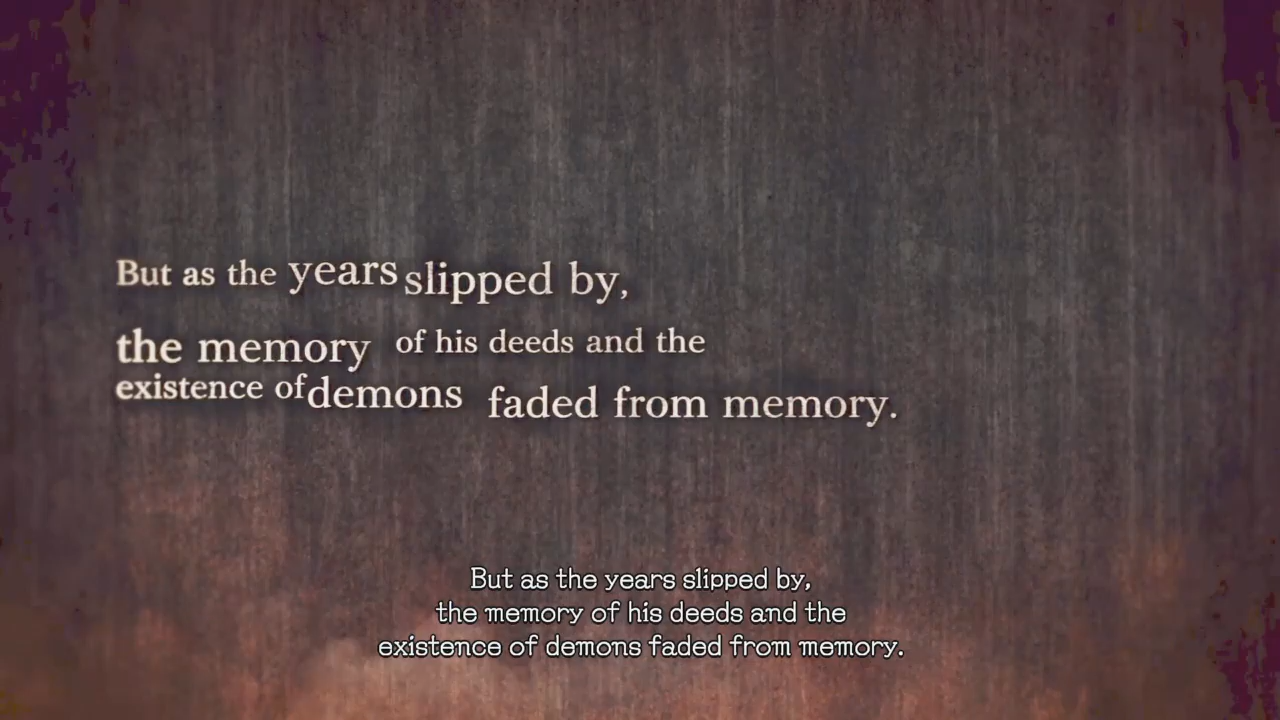 But as the years slipped by,
the memory of his deeds and the
existence of demons faded from memory.
But as the years slipped by,
the memory of his deeds and the
existence of demons faded from memory.